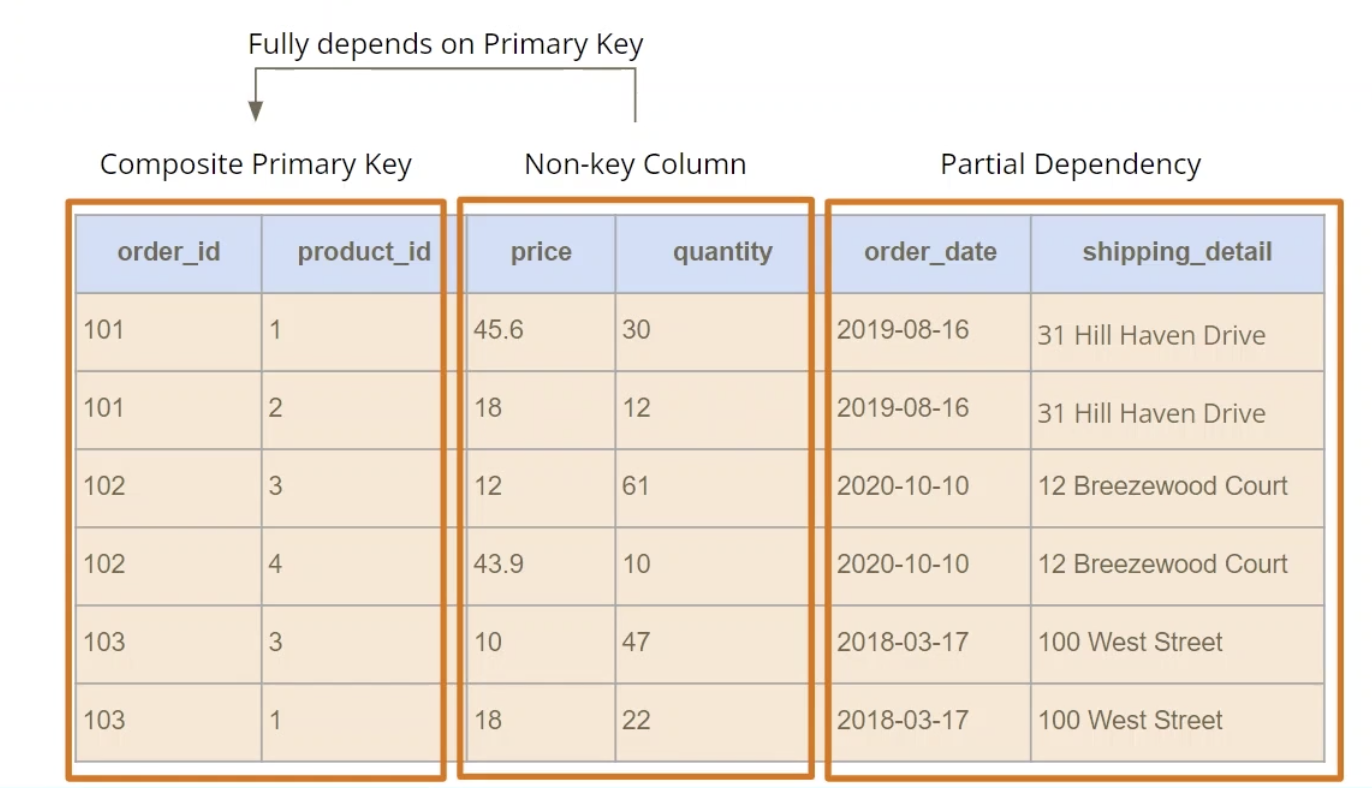 Fully depends on Primary Key
Composite Primary Key Non-key Column Partial Dependency
order_id product_id price quantity order_date shipping_detail
101 1 45.6 30 2019-08-16 31 Hill Haven Drive
101 2 18 12 2019-08-16 31 Hill Haven Drive
102 3 12 61 2020-10-10 12 Breezewood Court
102 4 43.9 10 2020-10-10 12 Breezewood Court
103 3 10 47 2018-03-17 100 West Street
103 1 18 22 2018-03-17 100 West Street